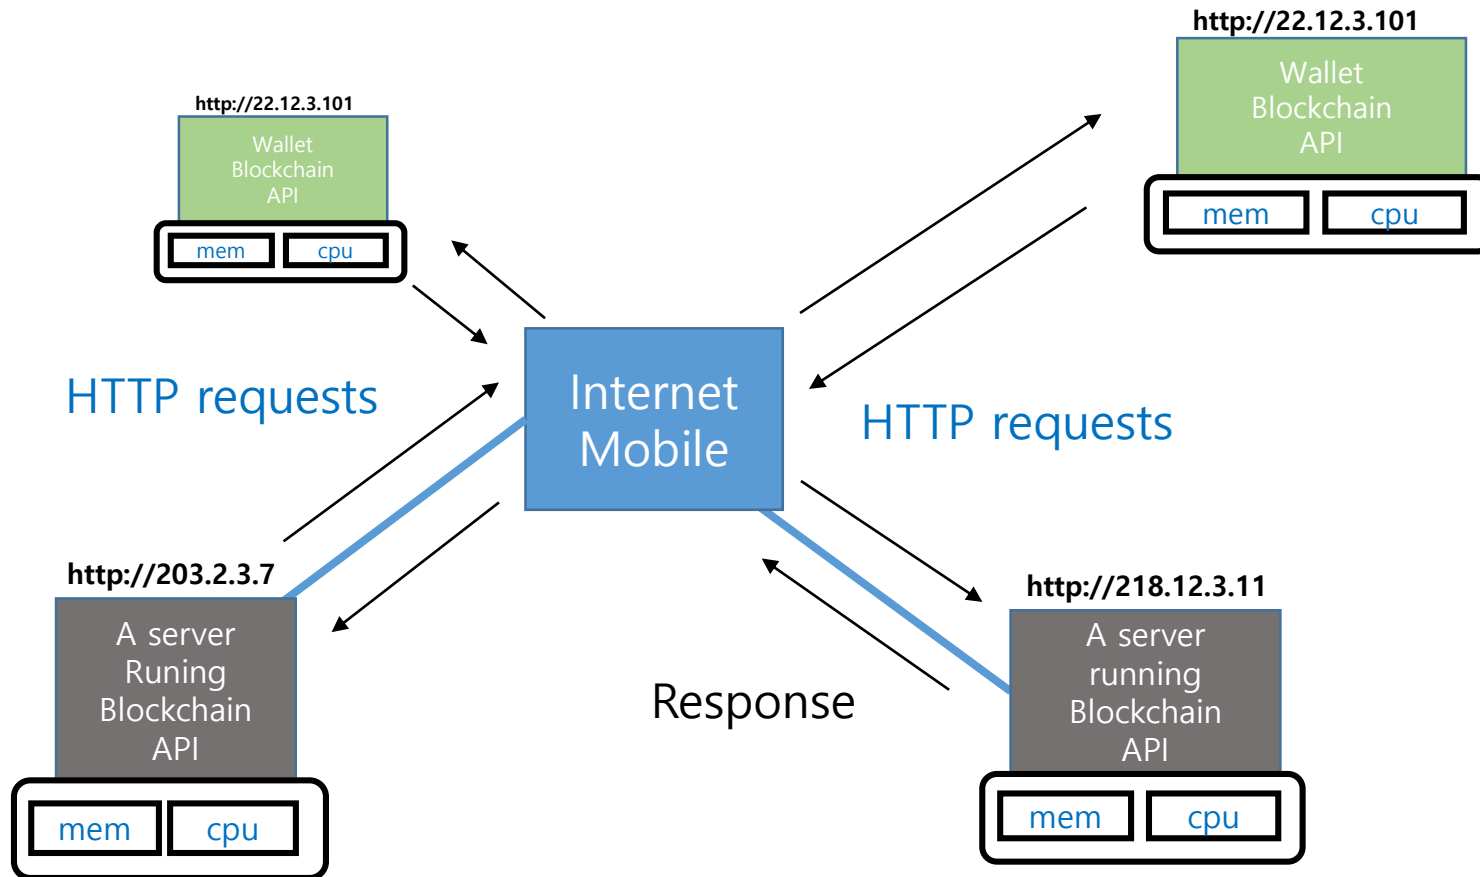 http://22.12.3.101
Wallet
Blockchain
API
mem
cpu
http://22.12.3.101
Wallet
Blockchain
API
mem
cpu
HTTP requests
Internet
Mobile
HTTP requests
http://203.2.3.7
A server
Runing
Blockchain
API
mem
cpu
Response
http://218.12.3.11
A server
running
Blockchain
API
mem
cpu